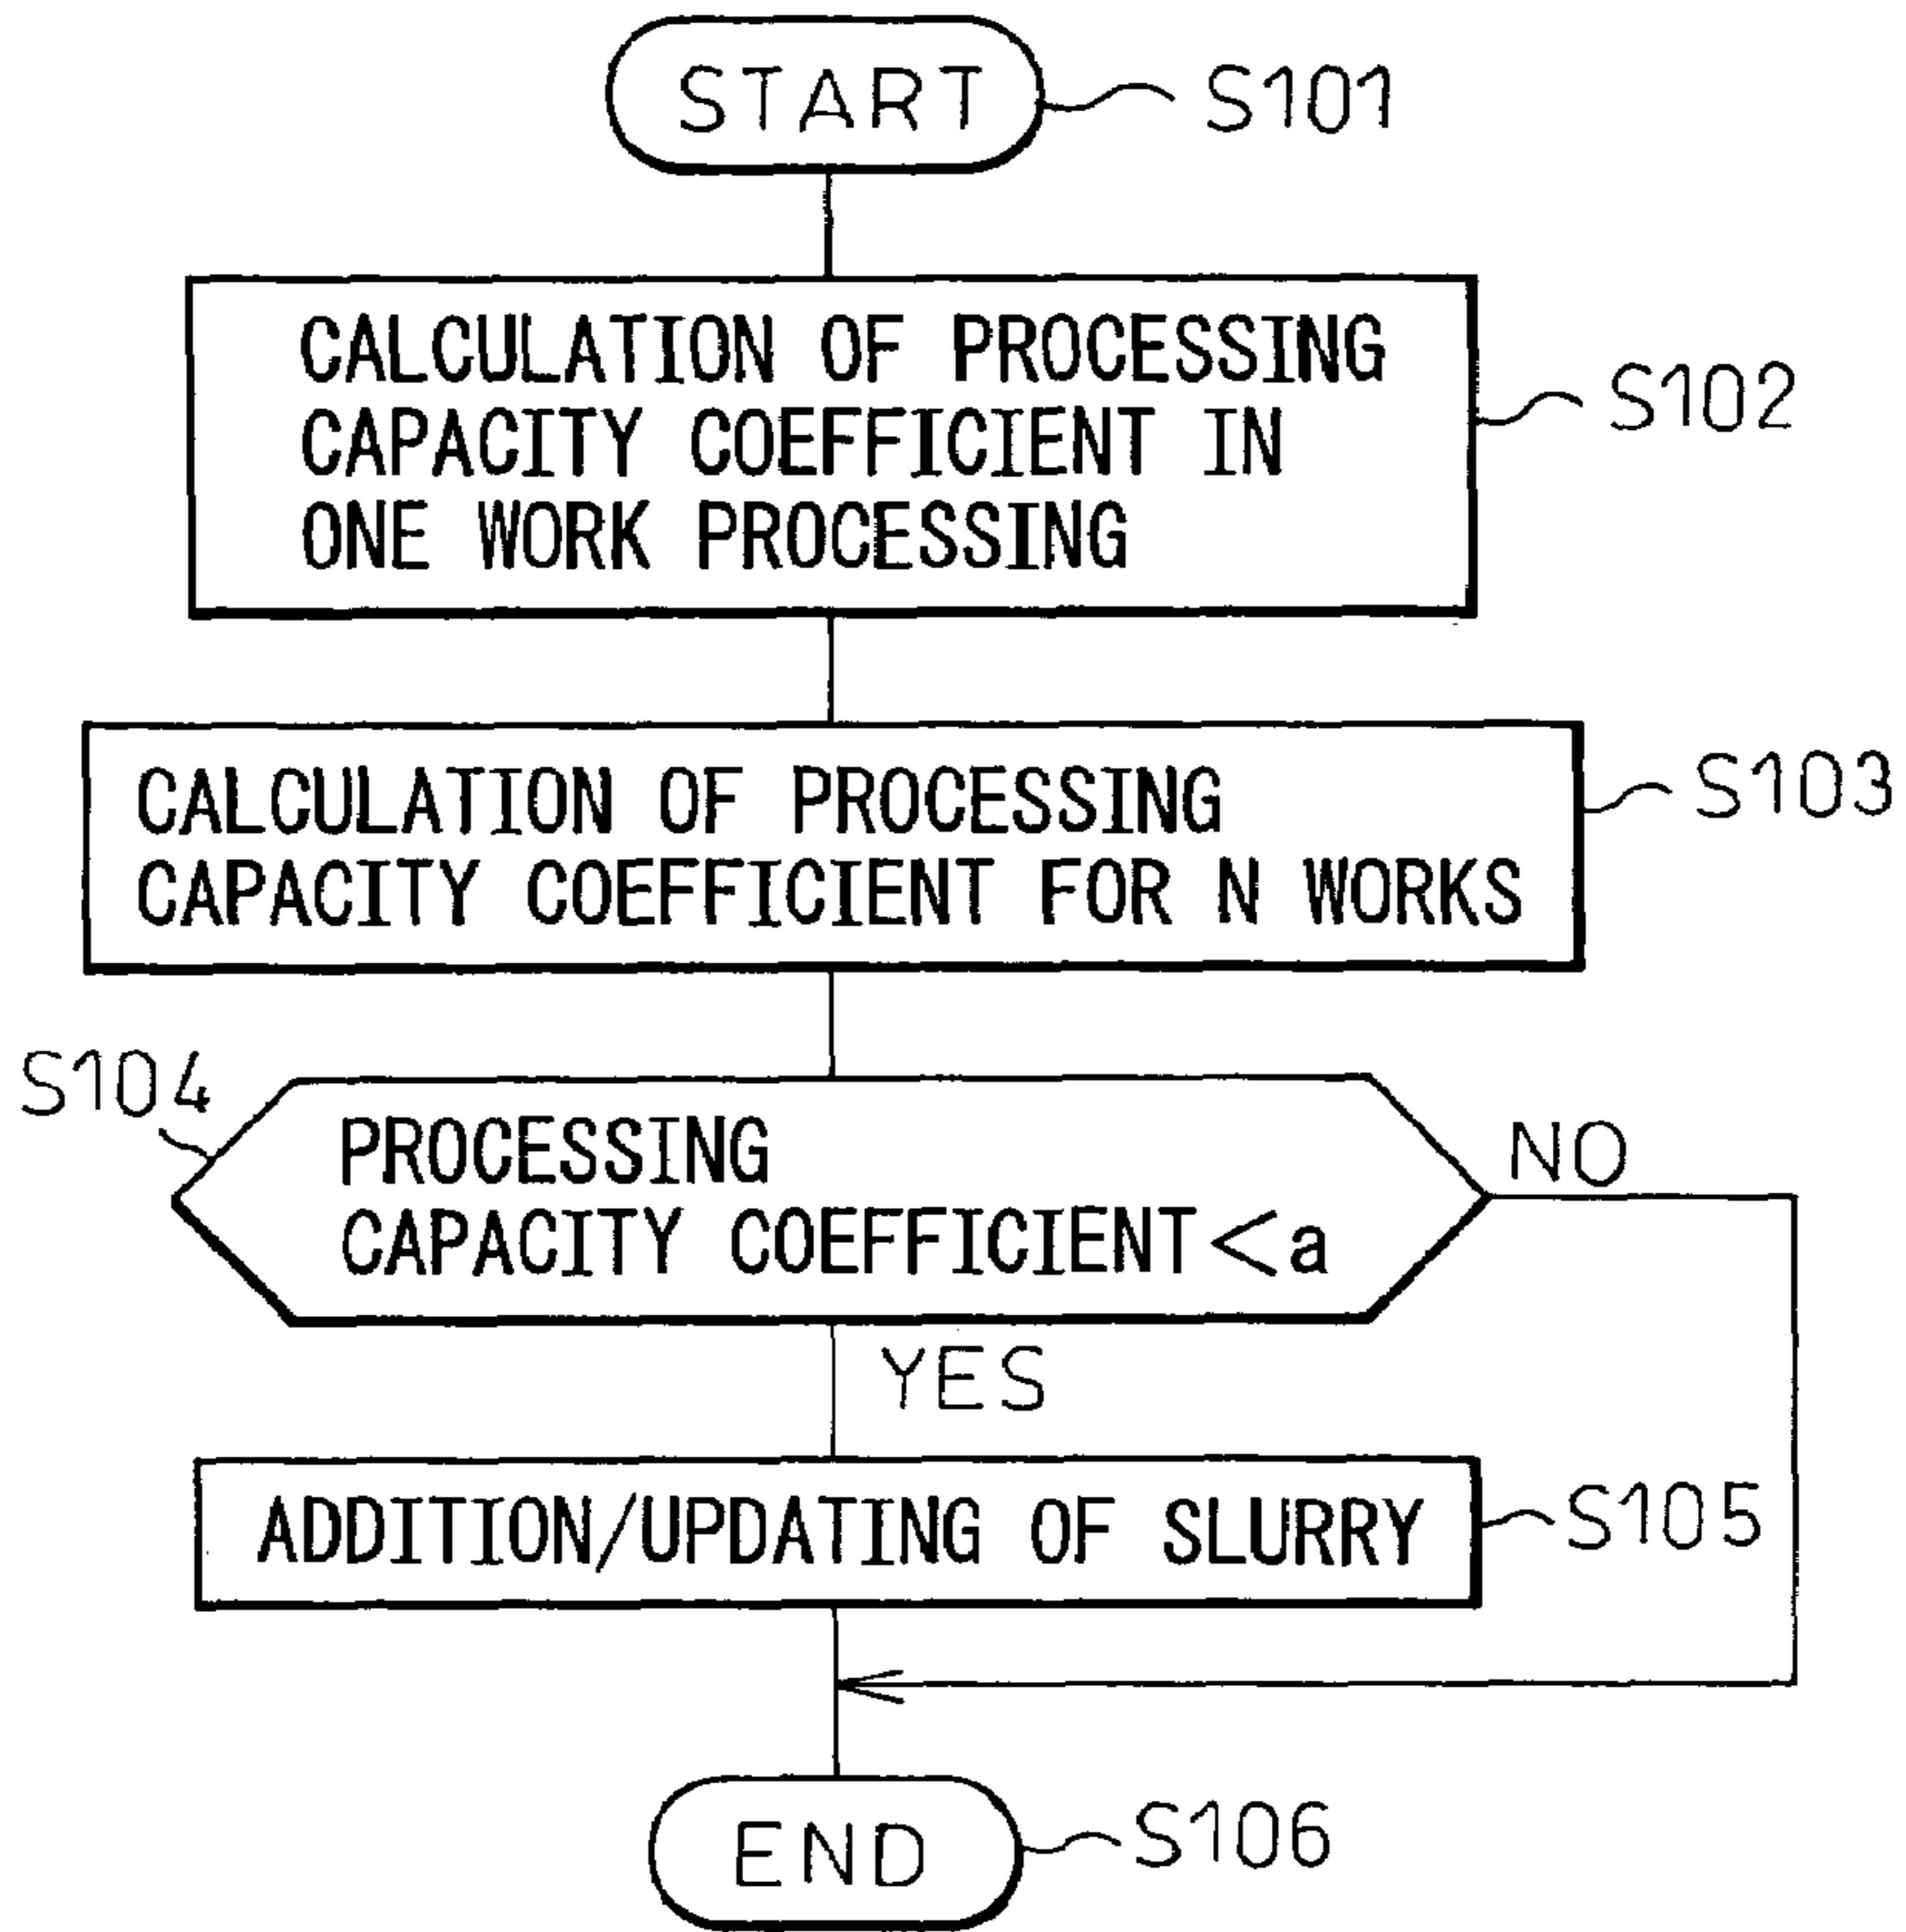 START
S101
CALCULATION OF PROCESSING
CAPACITY COEFFICIENT IN
ONE WORK PROCESSING
S102
CALCULATION OF PROCESSING
CAPACITY COEFFICIENT FOR N WORKS
S103
S104
PROCESSING
CAPACITY COEFFICIENT<a
NO
YES
ADDITION/UPDATING OF SLURRY
S105
END
S106